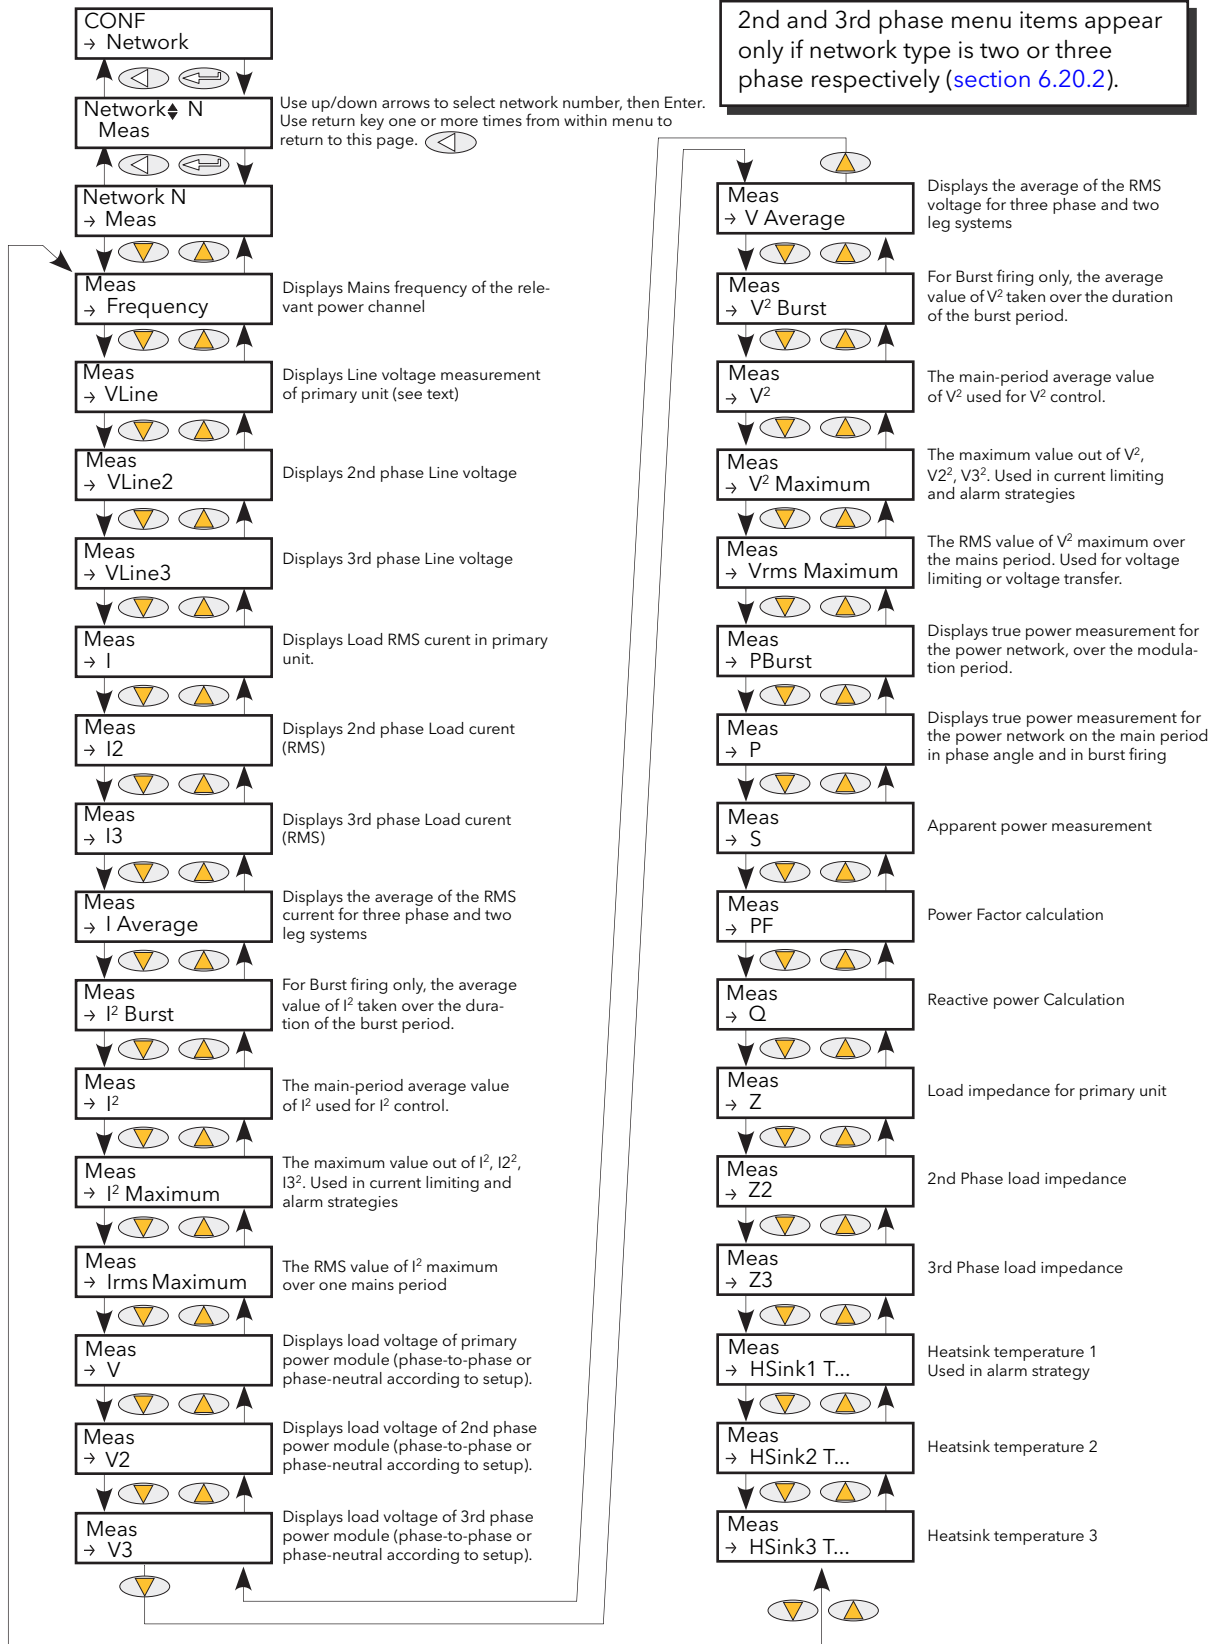 CONF
→ Network
Network N
Meas
Use up/down arrows to select network number, then Enter.
Use return key one or more times from within menu to
return to this page.
Network N
→ Meas
Meas
→ Frequency
Displays Mains frequency of the rele-
vant power channel
Meas
→ VLine
Displays Line voltage measurement
of primary unit (see text)
Meas
→ VLine2
Displays 2nd phase Line voltage
Meas
→ VLine3
Displays 3rd phase Line voltage
Meas
→ I
Displays Load RMS curent in primary
unit.
Meas
→ I2
Displays 2nd phase Load curent
(RMS)
Meas
→ I3
Displays 3rd phase Load curent
(RMS)
Meas
→ I Average
Displays the average of the RMS
current for three phase and two
leg systems
Meas
→ I² Burst
For Burst firing only, the average
value of I² taken over the dura-
tion of the burst period.
Meas
→ I²
The main-period average value
of I² used for I² control.
Meas
→ I² Maximum
The maximum value out of I², I2²,
I3². Used in current limiting and
alarm strategies
Meas
→ Irms Maximum
The RMS value of I² maximum
over one mains period
Meas
→ V
Displays load voltage of primary
power module (phase-to-phase or
phase-neutral according to setup).
Meas
→ V2
Displays load voltage of 2nd phase
power module (phase-to-phase or
phase-neutral according to setup).
Meas
→ V3
Displays load voltage of 3rd phase
power module (phase-to-phase or
phase-neutral according to setup).
2nd and 3rd phase menu items appear
only if network type is two or three
phase respectively (section 6.20.2).
Meas
→ V Average
Displays the average of the RMS
voltage for three phase and two
leg systems
Meas
→ V² Burst
For Burst firing only, the average
value of V² taken over the duration
of the burst period.
Meas
→ V²
The main-period average value
of V² used for V² control.
Meas
→ V² Maximum
The maximum value out of V²,
V2², V3². Used in current limiting
and alarm strategies
Meas
→ Vrms Maximum
The RMS value of V² maximum over
the mains period. Used for voltage
limiting or voltage transfer.
Meas
→ PBurst
Displays true power measurement for
the power network, over the modula-
tion period.
Meas
→ P
Displays true power measurement for
the power network on the main period
in phase angle and in burst firing
Meas
→ S
Apparent power measurement
Meas
→ PF
Power Factor calculation
Meas
→ Q
Reactive power Calculation
Meas
→ Z
Load impedance for primary unit
Meas
→ Z2
2nd Phase load impedance
Meas
→ Z3
3rd Phase load impedance
Meas
→ HSink1 T...
Heatsink temperature 1
Used in alarm strategy
Meas
→ HSink2 T...
Heatsink temperature 2
Meas
→ HSink3 T...
Heatsink temperature 3